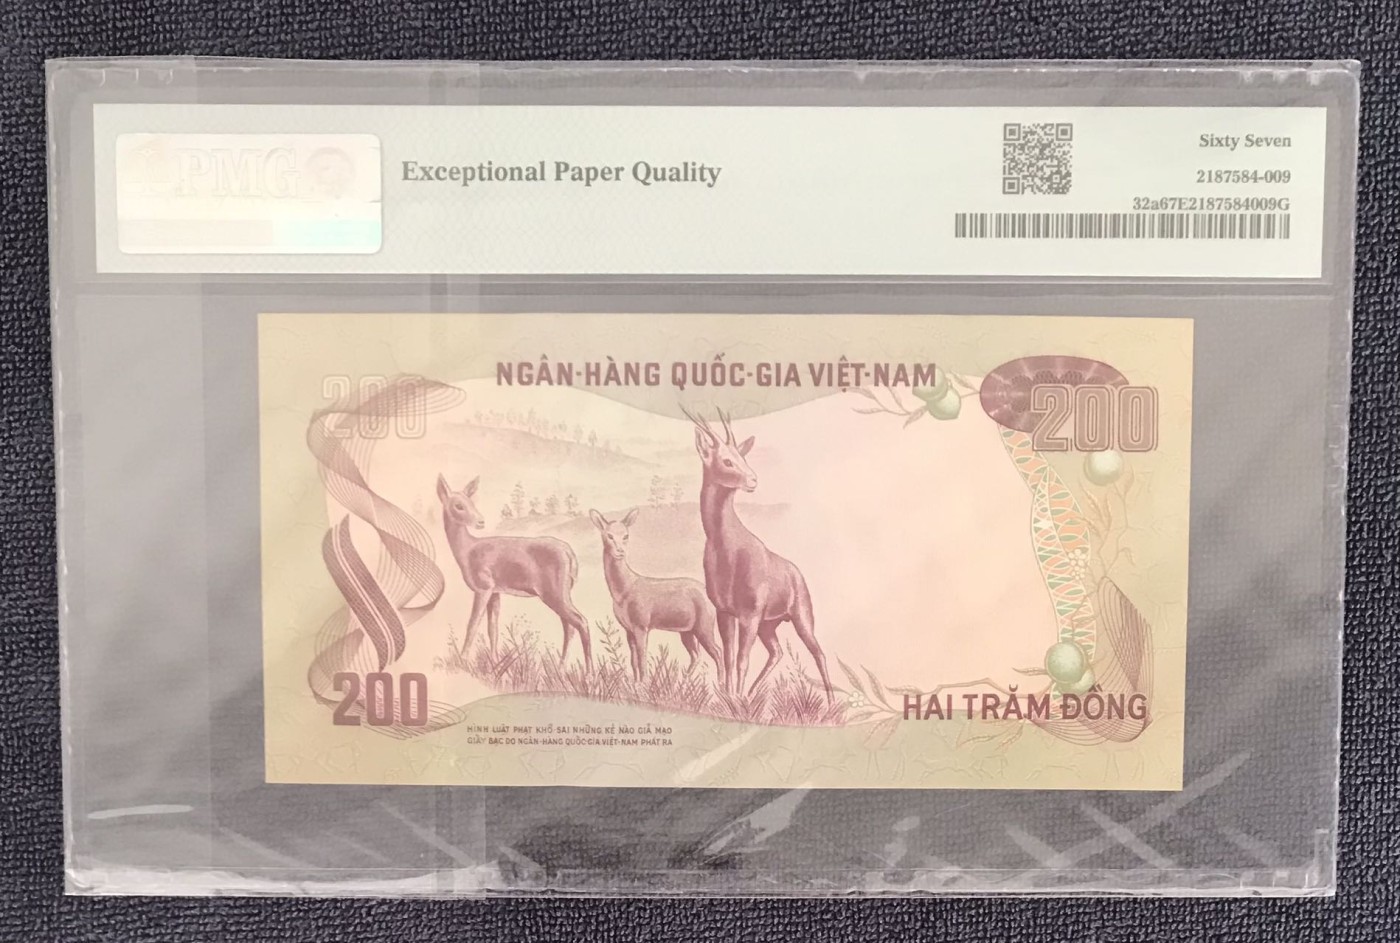 PMG
Exceptional Paper Quality
Sixty Seven
2187584-009
32a67E2187584009G
NGÂN-HÀNG QUỐC-GIA VIỆT-NAM
200
200
200
HAI TRĂM ĐỒNG
HÌNH LUẬT PHẠT KHỔ SAI NHỮNG KẺ NÀO GIẢ MẠO
GIẤY BẠC DO NGÂN-HÀNG QUỐC-GIA VIỆT-NAM PHÁT RA